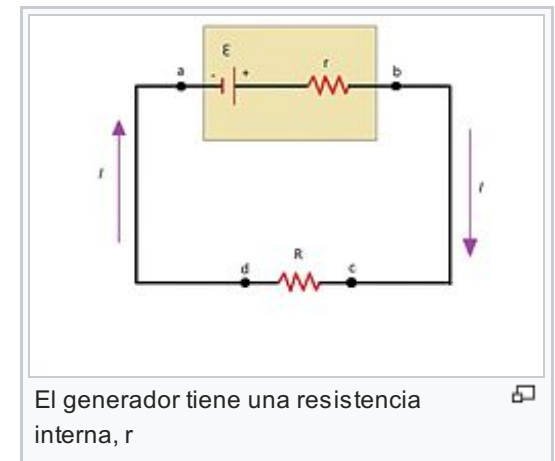 ε
r
a
-
+
b
I
I
R
d
c
El generador tiene una resistencia
interna, r